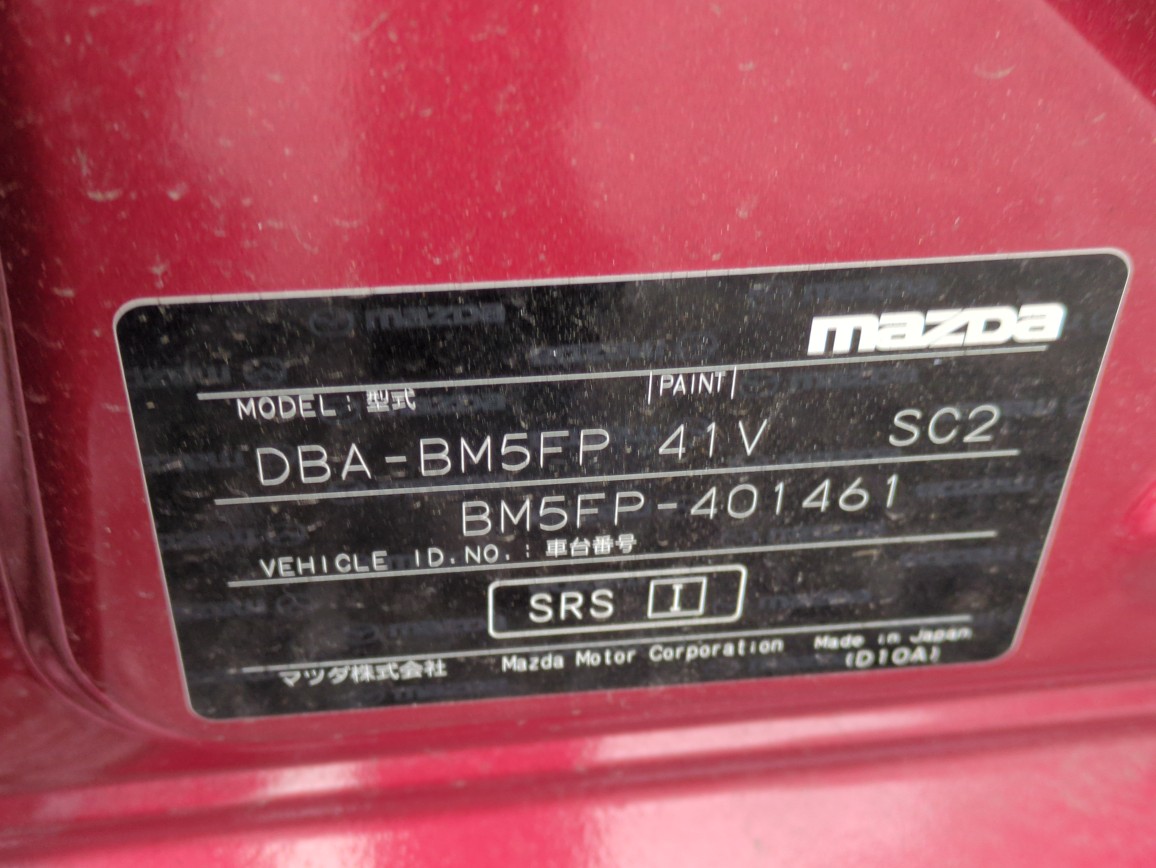 mazda
MODEL : 型式 |PAINT|
DBA-BM5FP 41V SC2
BM5FP-401461
VEHICLE ID.NO. : 車台番号
SRS I
マツダ株式会社 Mazda Motor Corporation Made in Japan
(D10A)